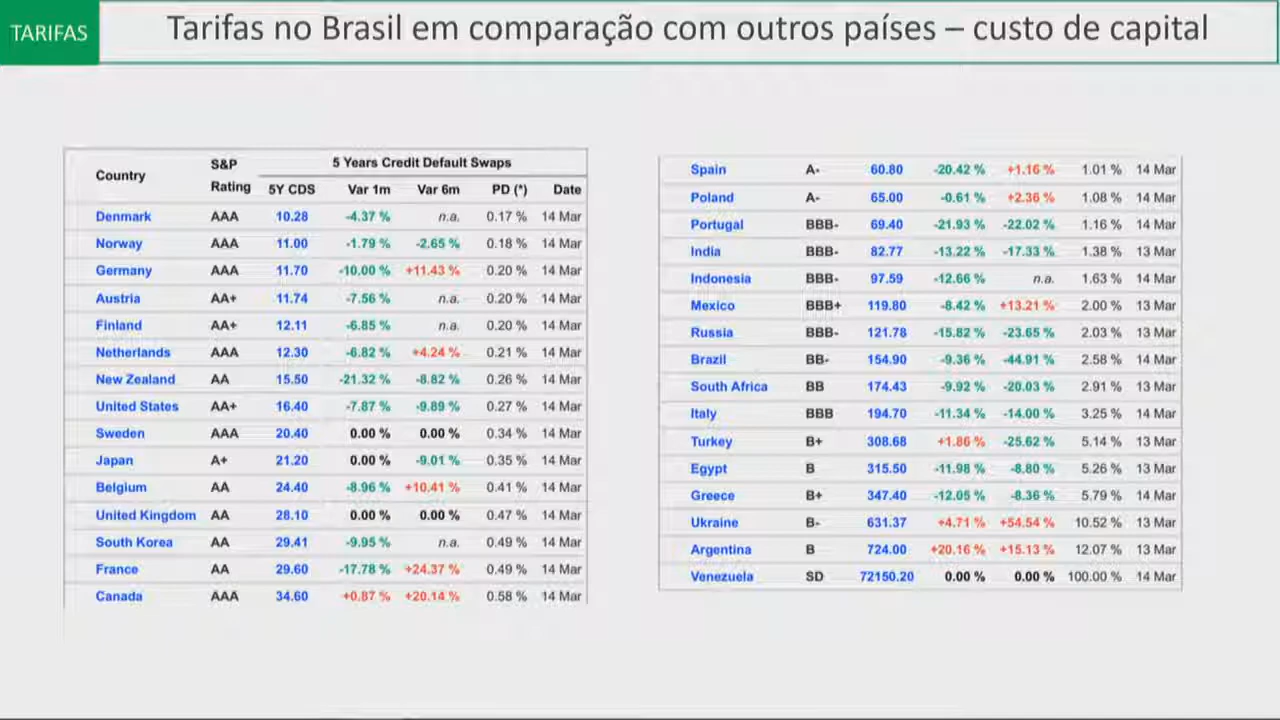 TARIFAS
Tarifas no Brasil em comparação com outros países – custo de capital
Country S&P Rating 5 Years Credit Default Swaps
5Y CDS Var 1m Var 6m PD (*) Date
Denmark AAA 10.28 -4.37 % n.a. 0.17 % 14 Mar
Norway AAA 11.00 -1.79 % -2.65 % 0.18 % 14 Mar
Germany AAA 11.70 -10.00 % +11.43 % 0.20 % 14 Mar
Austria AA+ 11.74 -7.56 % n.a. 0.20 % 14 Mar
Finland AA+ 12.11 -6.85 % n.a. 0.20 % 14 Mar
Netherlands AAA 12.30 -6.82 % +4.24 % 0.21 % 14 Mar
New Zealand AA 15.50 -21.32 % -8.82 % 0.26 % 14 Mar
United States AA+ 16.40 -7.87 % -9.89 % 0.27 % 14 Mar
Sweden AAA 20.40 0.00 % 0.00 % 0.34 % 14 Mar
Japan A+ 21.20 0.00 % -9.01 % 0.35 % 14 Mar
Belgium AA 24.40 -8.96 % +10.41 % 0.41 % 14 Mar
United Kingdom AA 28.10 0.00 % 0.00 % 0.47 % 14 Mar
South Korea AA 29.41 -9.95 % n.a. 0.49 % 14 Mar
France AA 29.60 -17.78 % +24.37 % 0.49 % 14 Mar
Canada AAA 34.60 +0.87 % +20.14 % 0.58 % 14 Mar
Spain A- 60.80 -20.42 % +1.16 % 1.01 % 14 Mar
Poland A- 65.00 -0.61 % +2.36 % 1.08 % 14 Mar
Portugal BBB- 69.40 -21.93 % -22.02 % 1.16 % 14 Mar
India BBB- 82.77 -13.22 % -17.33 % 1.38 % 13 Mar
Indonesia BBB- 97.59 -12.66 % n.a. 1.63 % 14 Mar
Mexico BBB+ 119.80 -8.42 % +13.21 % 2.00 % 13 Mar
Russia BBB- 121.78 -15.82 % -23.65 % 2.03 % 13 Mar
Brazil BB- 154.90 -9.36 % -44.91 % 2.58 % 14 Mar
South Africa BB 174.43 -9.92 % -20.03 % 2.91 % 13 Mar
Italy BBB 194.70 -11.34 % -14.00 % 3.25 % 14 Mar
Turkey B+ 308.68 +1.86 % -25.62 % 5.14 % 13 Mar
Egypt B 315.50 -11.98 % -8.80 % 5.26 % 13 Mar
Greece B+ 347.40 -12.05 % -8.36 % 5.79 % 14 Mar
Ukraine B- 631.37 +4.71 % +54.54 % 10.52 % 13 Mar
Argentina B 724.00 +20.16 % +15.13 % 12.07 % 13 Mar
Venezuela SD 72150.20 0.00 % 0.00 % 100.00 % 14 Mar